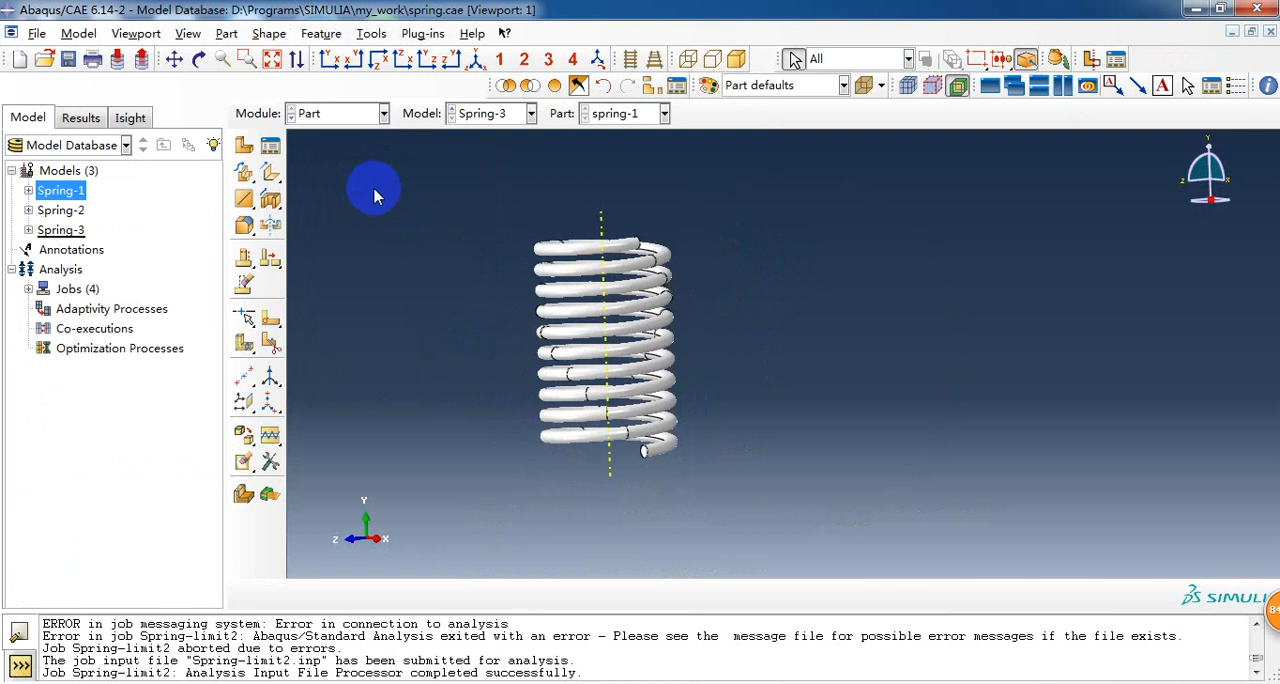 Abaqus/CAE 6.14-2 - Model Database: D:\Programs\SIMULIA\my_work\spring.cae [Viewport: 1]
File Model Viewport View Part Shape Feature Tools Plug-ins Help
1 2 3 4 All
Part defaults A i
Model Results Isight Module: Part Model: Spring-3 Part: spring-1
Model Database
Models (3)
Spring-1
Spring-2
Spring-3
Annotations
Analysis
Jobs (4)
Adaptivity Processes
Co-executions
Optimization Processes
Y
Z X
Y
Z X
SIMULIA
84
ERROR in job messaging system: Error in connection to analysis
Error in job Spring-limit2: Abaqus/Standard Analysis exited with an error - Please see the message file for possible error messages if the file exists.
Job Spring-limit2 aborted due to errors.
The job input file "Spring-limit2.inp" has been submitted for analysis.
Job Spring-limit2: Analysis Input File Processor completed successfully.
>>>